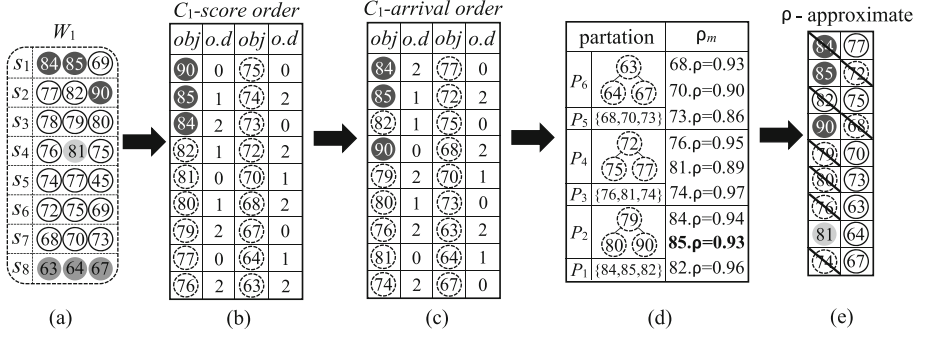 C₁-score order
C₁-arrival order
ρ - approximate
W₁
s₁ 84 85 69
s₂ 77 82 90
s₃ 78 79 80
s₄ 76 81 75
s₅ 74 77 45
s₆ 72 75 69
s₇ 68 70 73
s₈ 63 64 67
(a)
obj o.d obj o.d
90 0 75 0
85 1 74 2
84 2 73 0
82 1 72 2
81 0 70 1
80 1 68 2
79 2 67 0
77 0 64 1
76 2 63 2
(b)
obj o.d obj o.d
84 2 77 0
85 1 72 2
82 1 75 0
90 0 68 2
79 2 70 1
80 1 73 0
76 2 63 2
81 0 64 1
74 2 67 0
(c)
partation ρₘ
P₆ 63
64 67
68.ρ=0.93
70.ρ=0.90
P₅ {68,70,73} 73.ρ=0.86
P₄ 72
75 77
76.ρ=0.95
81.ρ=0.89
P₃ {76,81,74} 74.ρ=0.97
P₂ 79
80 90
84.ρ=0.94
85.ρ=0.93
P₁ {84,85,82} 82.ρ=0.96
(d)
84 77
85 72
82 75
90 68
79 70
80 73
76 63
81 64
74 67
(e)